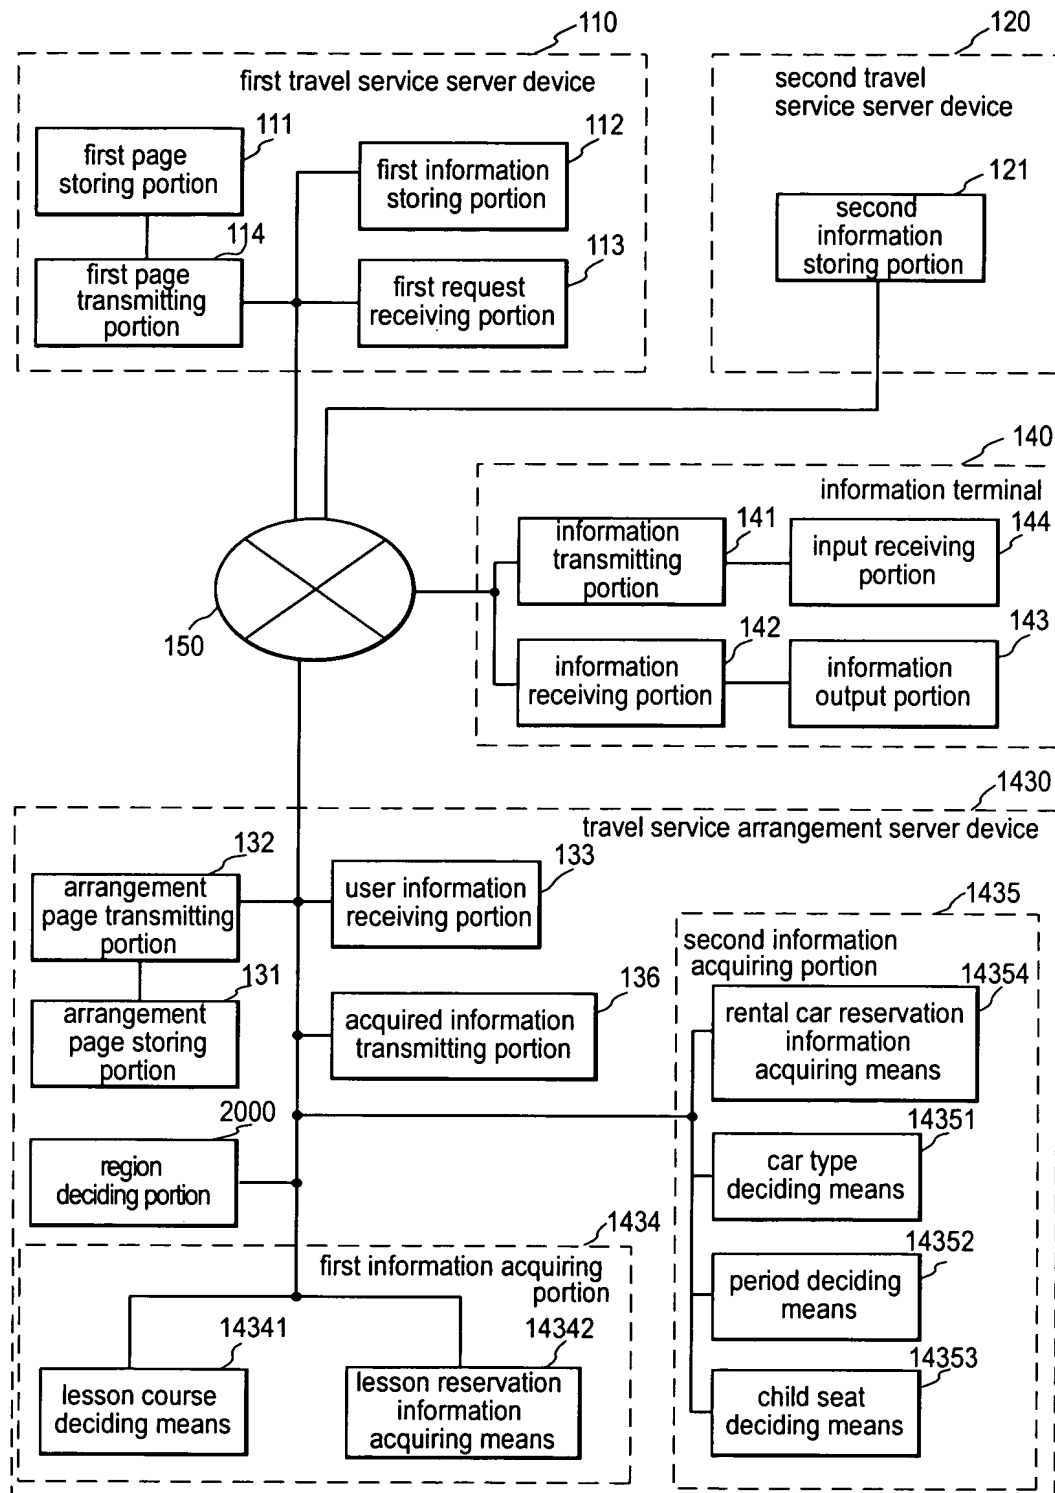 110
first travel service server device
111
first page
storing portion
112
first information
storing portion
114
first page
transmitting
portion
113
first request
receiving portion
120
second travel
service server device
121
second
information
storing portion
140
information terminal
141
information
transmitting
portion
144
input receiving
portion
142
information
receiving portion
143
information
output portion
150
1430
travel service arrangement server device
132
arrangement
page transmitting
portion
133
user information
receiving portion
131
arrangement
page storing
portion
136
acquired information
transmitting portion
2000
region
deciding portion
1435
second information
acquiring portion
14354
rental car reservation
information
acquiring means
14351
car type
deciding means
14352
period deciding
means
14353
child seat
deciding means
1434
first information acquiring
portion
14341
lesson course
deciding means
14342
lesson reservation
information
acquiring means